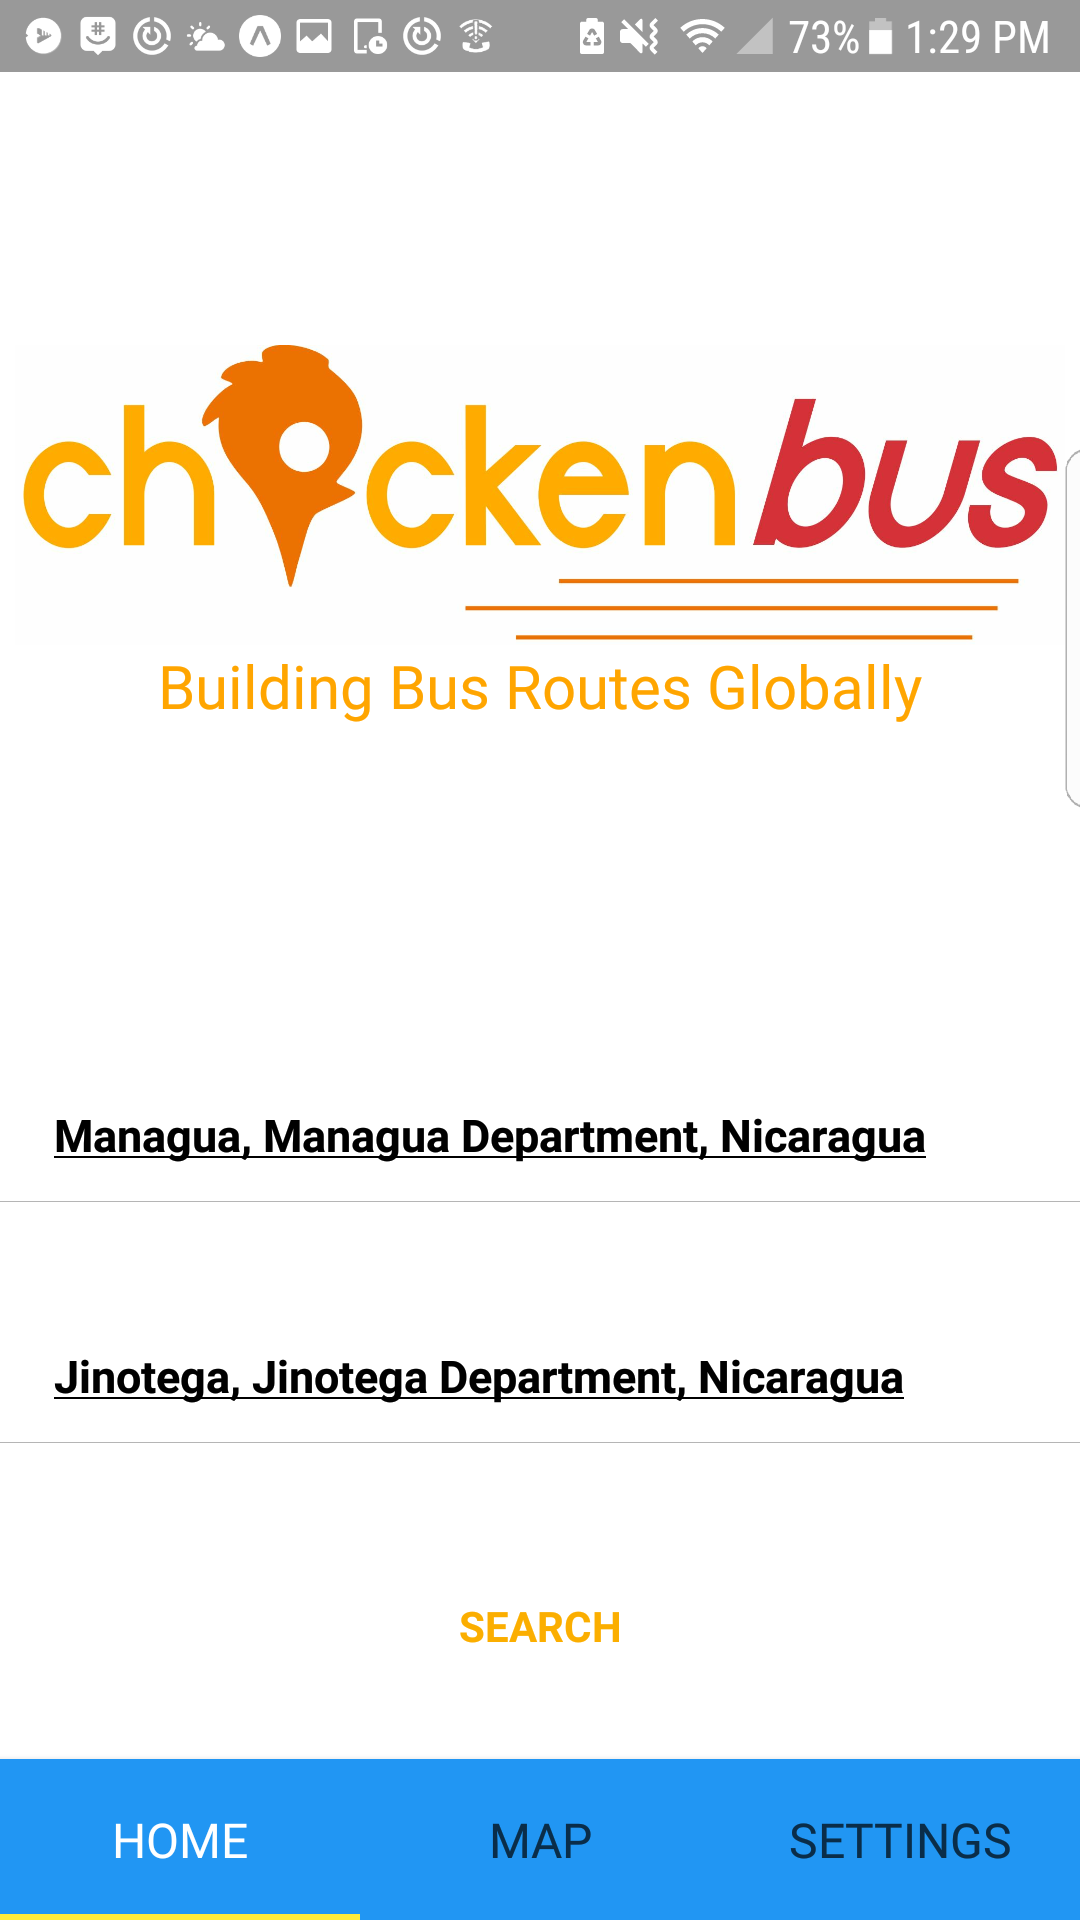 73% 1:29 PM
chickenbus
Building Bus Routes Globally
Managua, Managua Department, Nicaragua
Jinotega, Jinotega Department, Nicaragua
SEARCH
HOME MAP SETTINGS